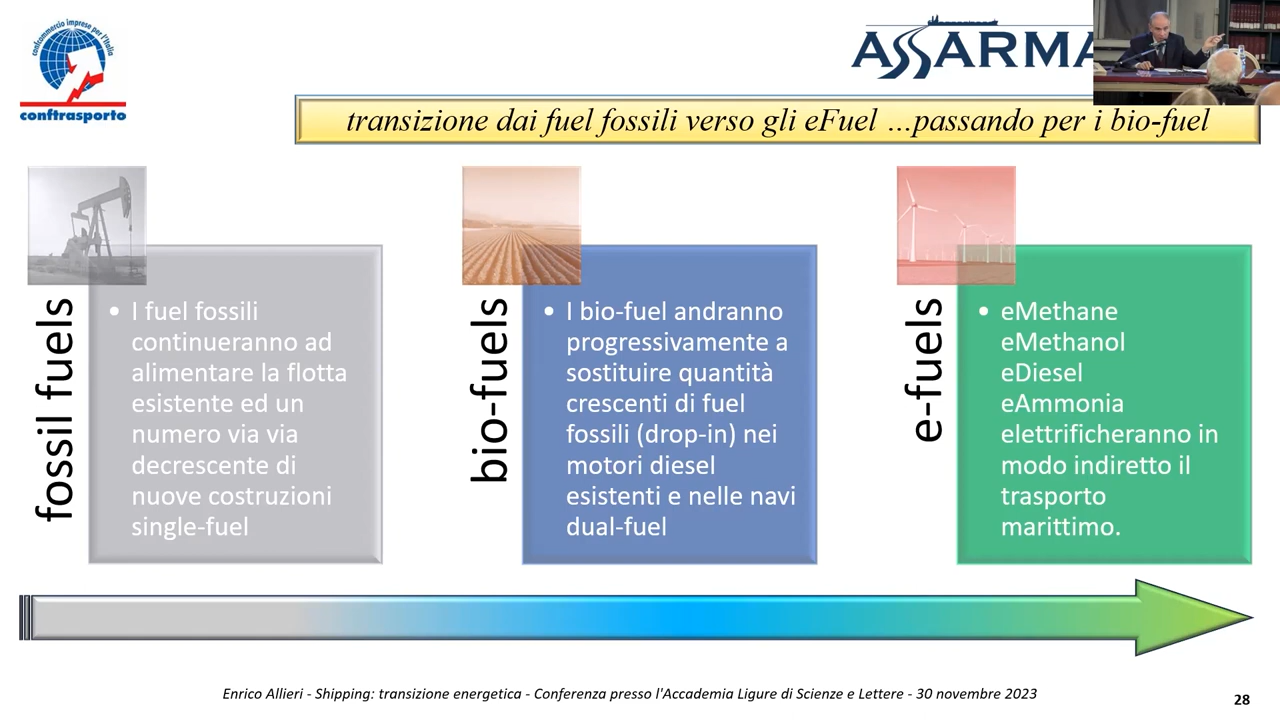 confcommercio imprese per l'italia
conftrasporto
ASSARMA
transizione dai fuel fossili verso gli eFuel ...passando per i bio-fuel
fossil fuels
• I fuel fossili
continueranno ad
alimentare la flotta
esistente ed un
numero via via
decrescente di
nuove costruzioni
single-fuel
bio-fuels
• I bio-fuel andranno
progressivamente a
sostituire quantità
crescenti di fuel
fossili (drop-in) nei
motori diesel
esistenti e nelle navi
dual-fuel
e-fuels
• eMethane
eMethanol
eDiesel
eAmmonia
elettrificheranno in
modo indiretto il
trasporto
marittimo.
Enrico Allieri - Shipping: transizione energetica - Conferenza presso l'Accademia Ligure di Scienze e Lettere - 30 novembre 2023
28